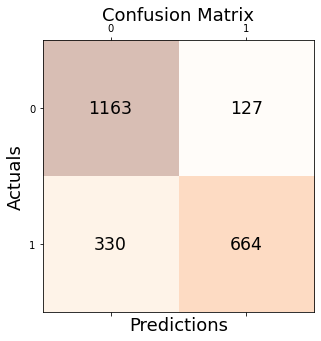 Confusion Matrix
0 1
0 1163 127
Actuals
1 330 664
Predictions